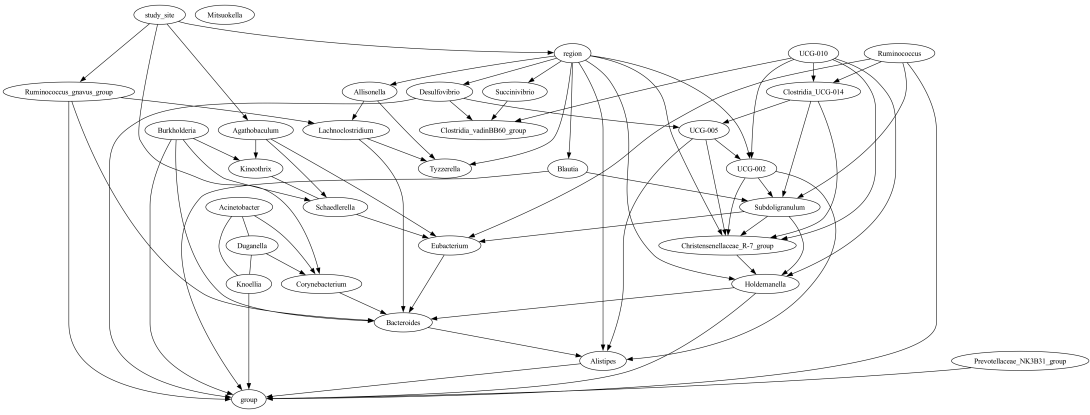 study_site
Mitsuokella
region
UCG-010
Ruminococcus
Ruminococcus_gnavus_group
Allisonella
Desulfovibrio
Succinivibrio
Clostridia_UCG-014
Burkholderia
Agathobaculum
Lachnoclostridium
Clostridia_vadinBB60_group
UCG-005
Kineothrix
Tyzzerella
Blautia
UCG-002
Acinetobacter
Schaedlerella
Subdoligranulum
Duganella
Eubacterium
Christensenellaceae_R-7_group
Knoellia
Corynebacterium
Holdemanella
Bacteroides
Alistipes
Prevotellaceae_NK3B31_group
group